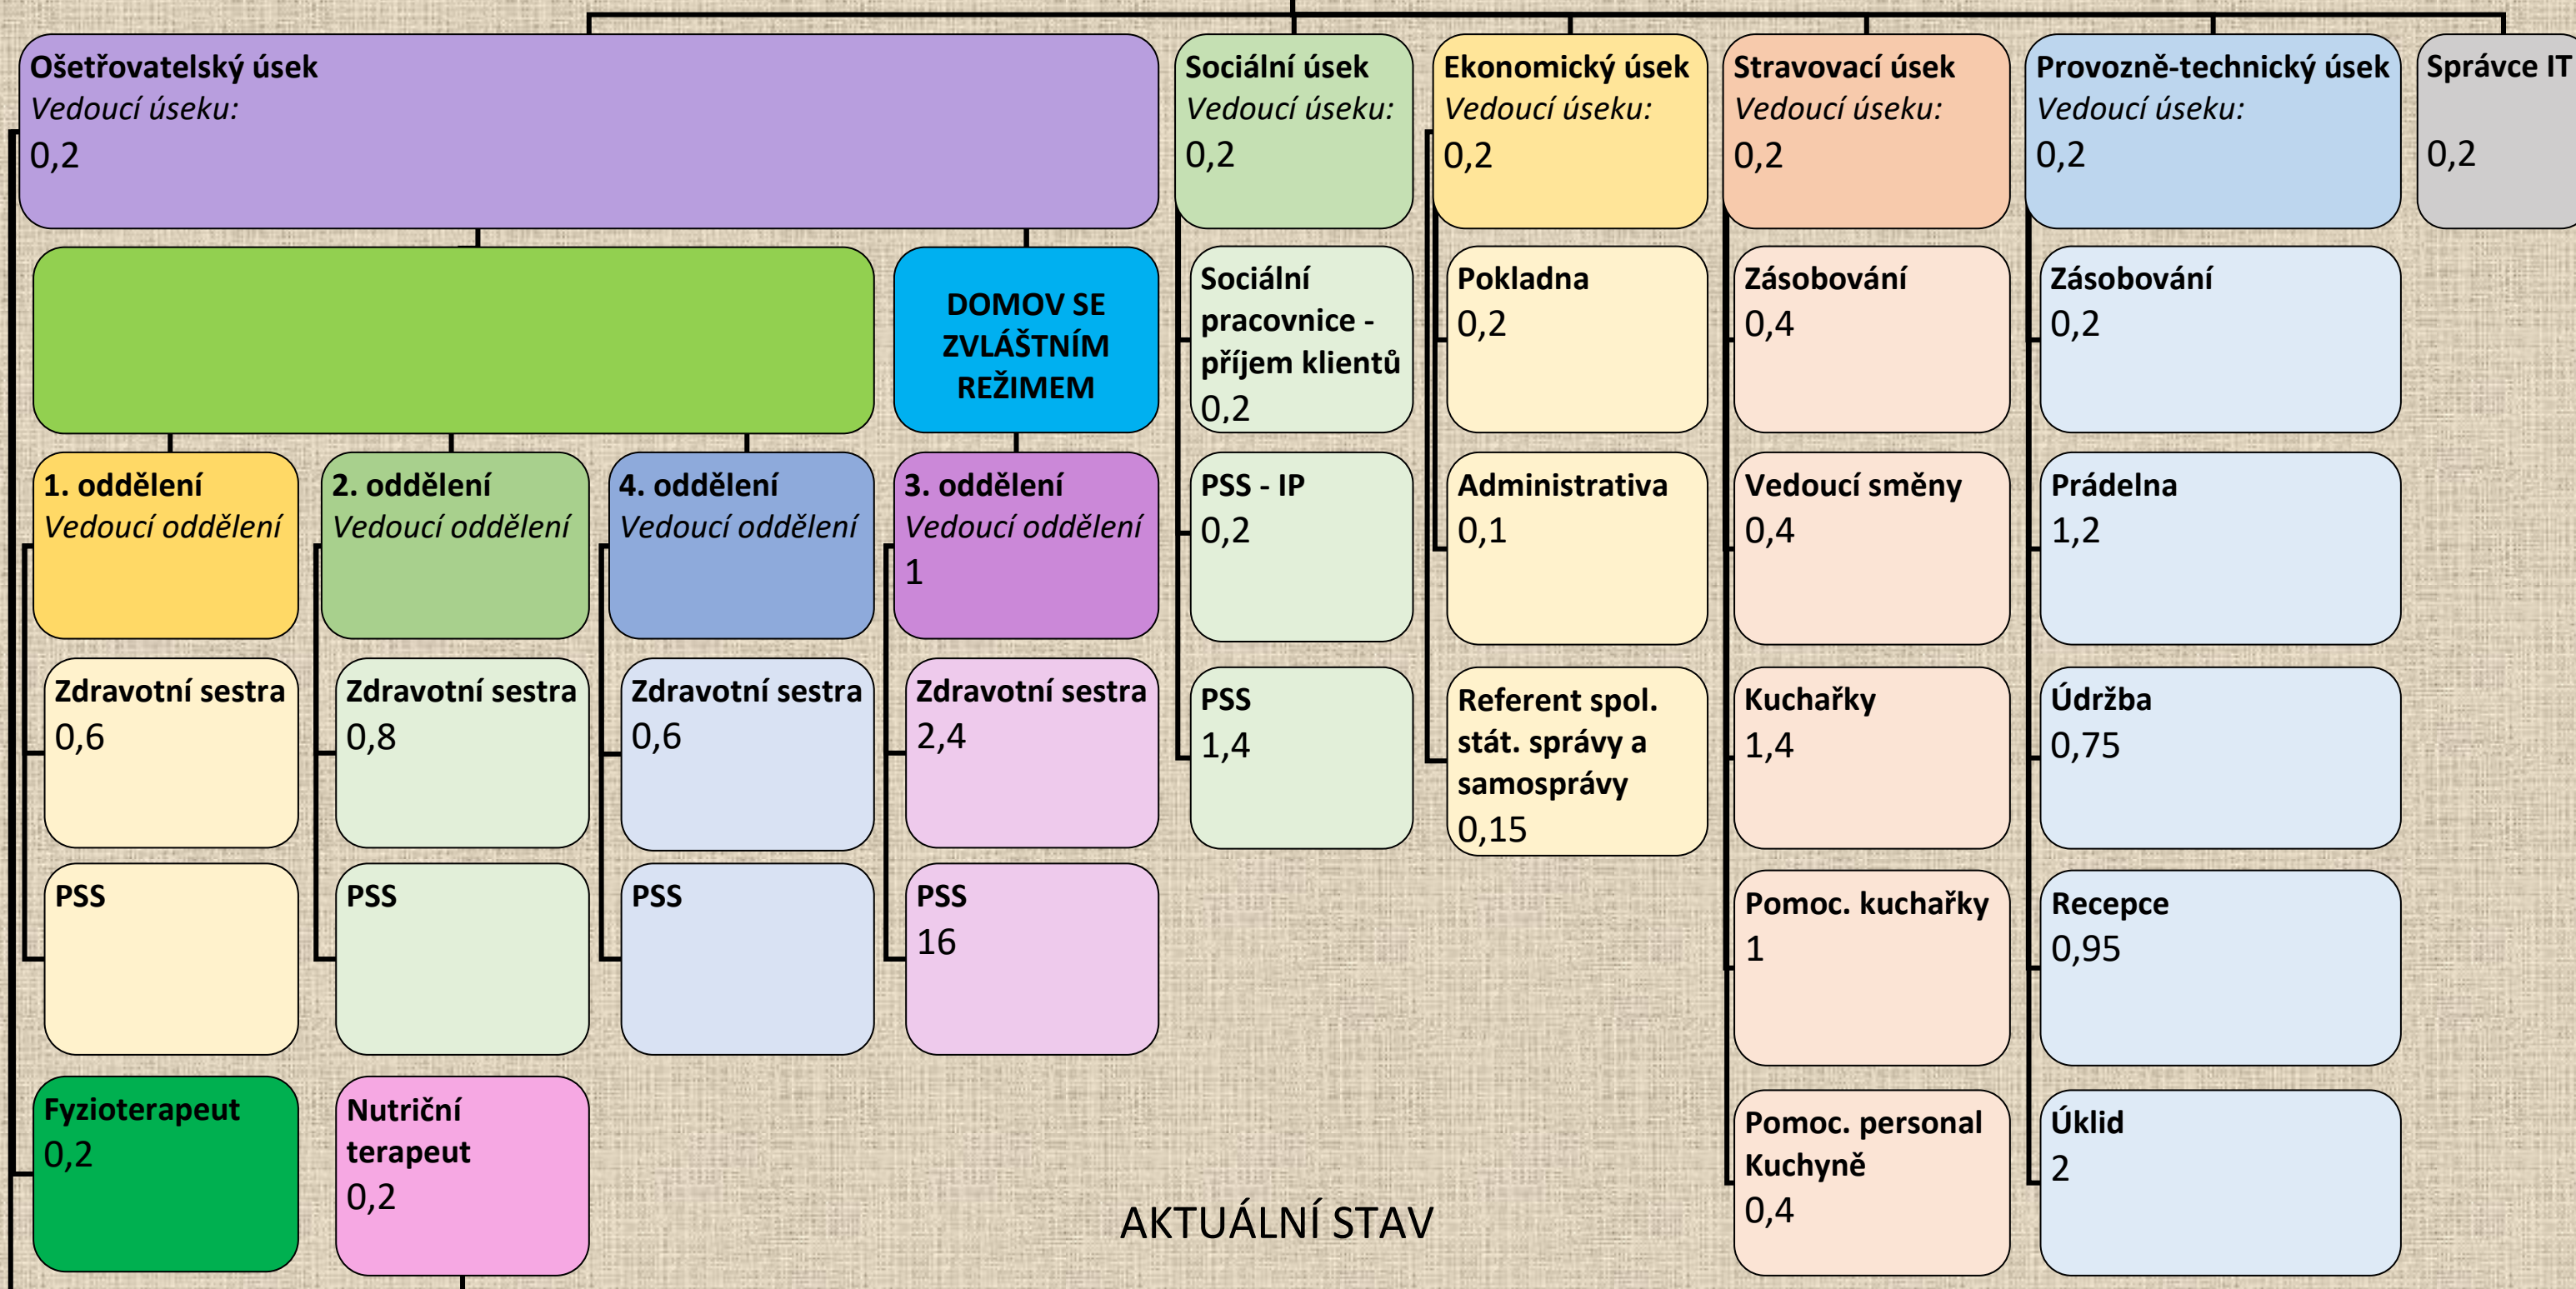 Ošetřovatelský úsek
Vedoucí úseku:
0,2
Sociální úsek
Vedoucí úseku:
0,2
Ekonomický úsek
Vedoucí úseku:
0,2
Stravovací úsek
Vedoucí úseku:
0,2
Provozně-technický úsek
Vedoucí úseku:
0,2
Správce IT
0,2
DOMOV SE
ZVLÁŠTNÍM
REŽIMEM
Sociální
pracovnice -
příjem klientů
0,2
Pokladna
0,2
Zásobování
0,4
Zásobování
0,2
1. oddělení
Vedoucí oddělení
2. oddělení
Vedoucí oddělení
4. oddělení
Vedoucí oddělení
3. oddělení
Vedoucí oddělení
1
PSS - IP
0,2
Administrativa
0,1
Vedoucí směny
0,4
Prádelna
1,2
Zdravotní sestra
0,6
Zdravotní sestra
0,8
Zdravotní sestra
0,6
Zdravotní sestra
2,4
PSS
1,4
Referent spol.
stát. správy a
samosprávy
0,15
Kuchařky
1,4
Údržba
0,75
PSS
PSS
PSS
PSS
16
Pomoc. kuchařky
1
Recepce
0,95
Fyzioterapeut
0,2
Nutriční
terapeut
0,2
Pomoc. personal
Kuchyně
0,4
Úklid
2
AKTUÁLNÍ STAV